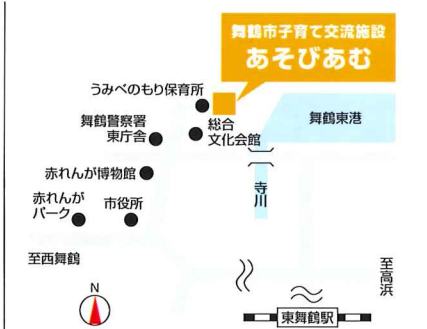 舞鶴市子育て交流施設
あそびあむ
うみべのもり保育所
舞鶴警察署
東庁舎
総合
文化会館
舞鶴東港
赤れんが博物館
寺川
赤れんが
パーク
市役所
至西舞鶴
至高浜
N
東舞鶴駅